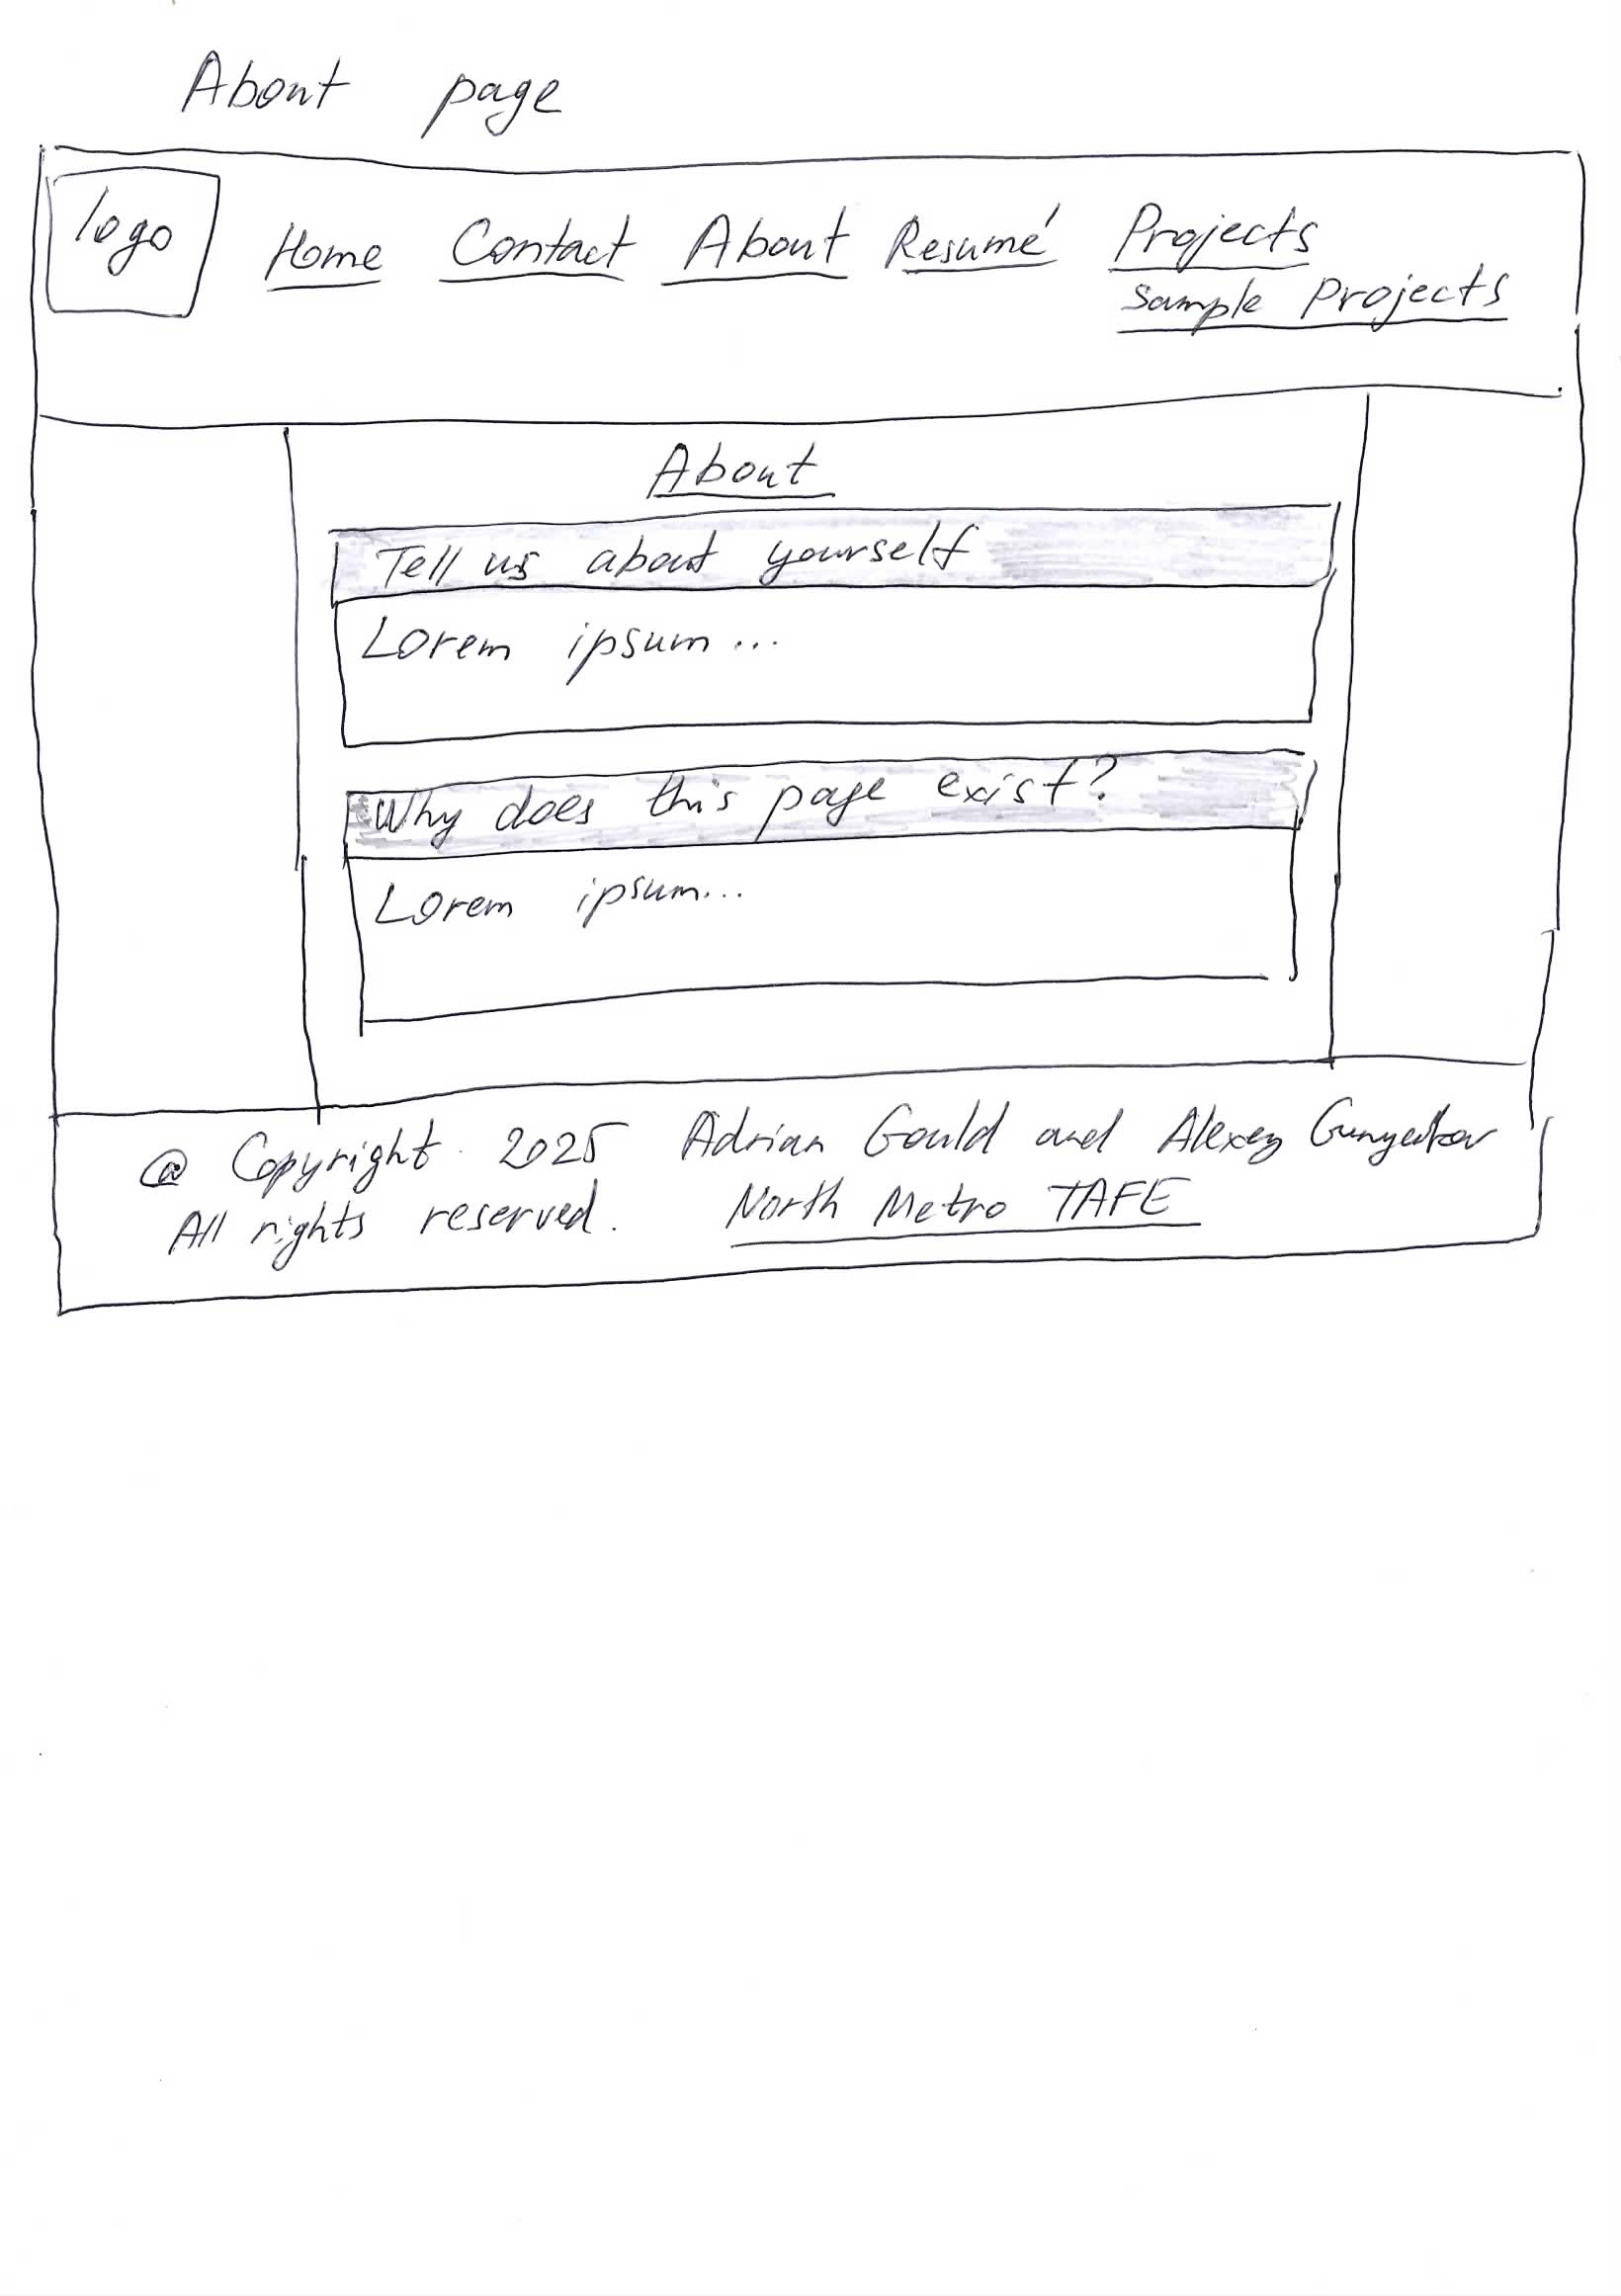 About page
logo
Home Contact About Resumé Projects
Sample Projects
About
Tell us about yourself
Lorem ipsum...
Why does this page exist?
Lorem ipsum...
@ Copyright 2025 Adrian Gould and Alexey
All rights reserved. North Metro TAFE